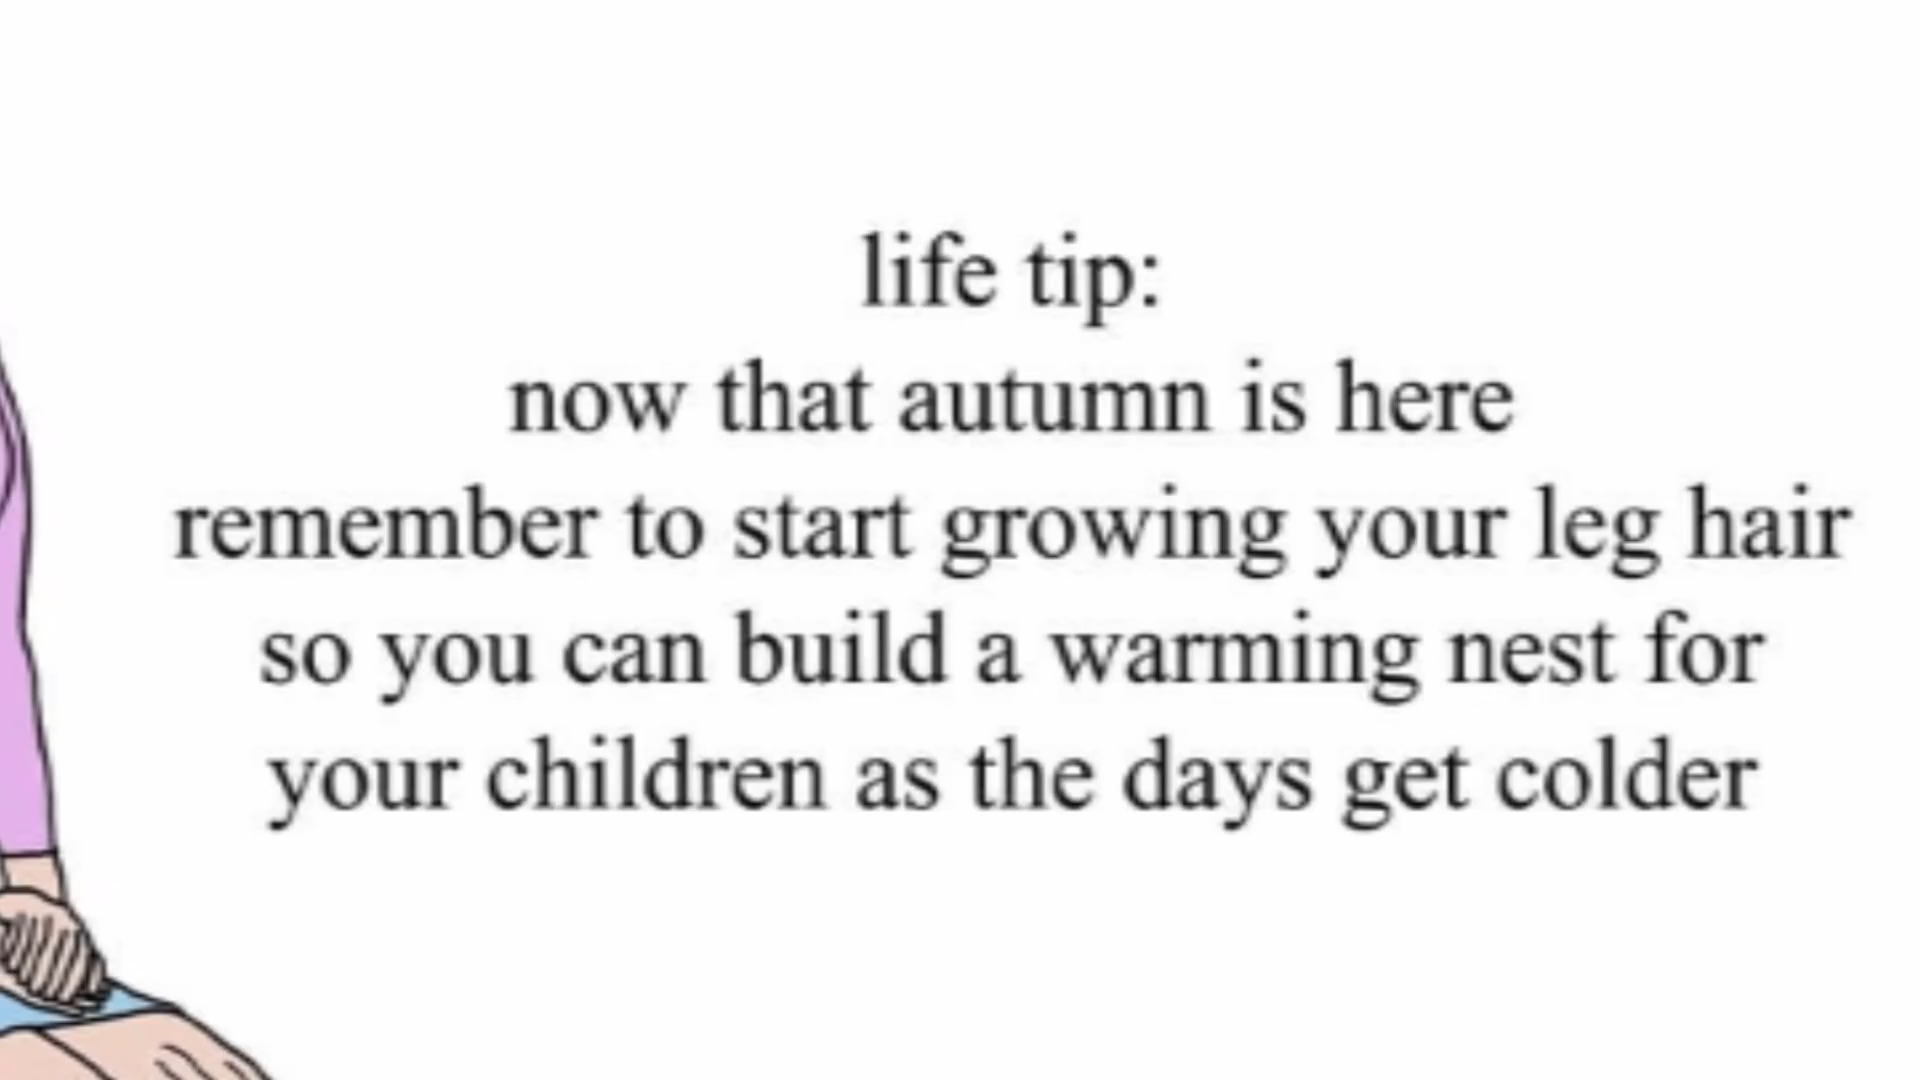 life tip:
now that autumn is here
remember to start growing your leg hair
so you can build a warming nest for
your children as the days get colder